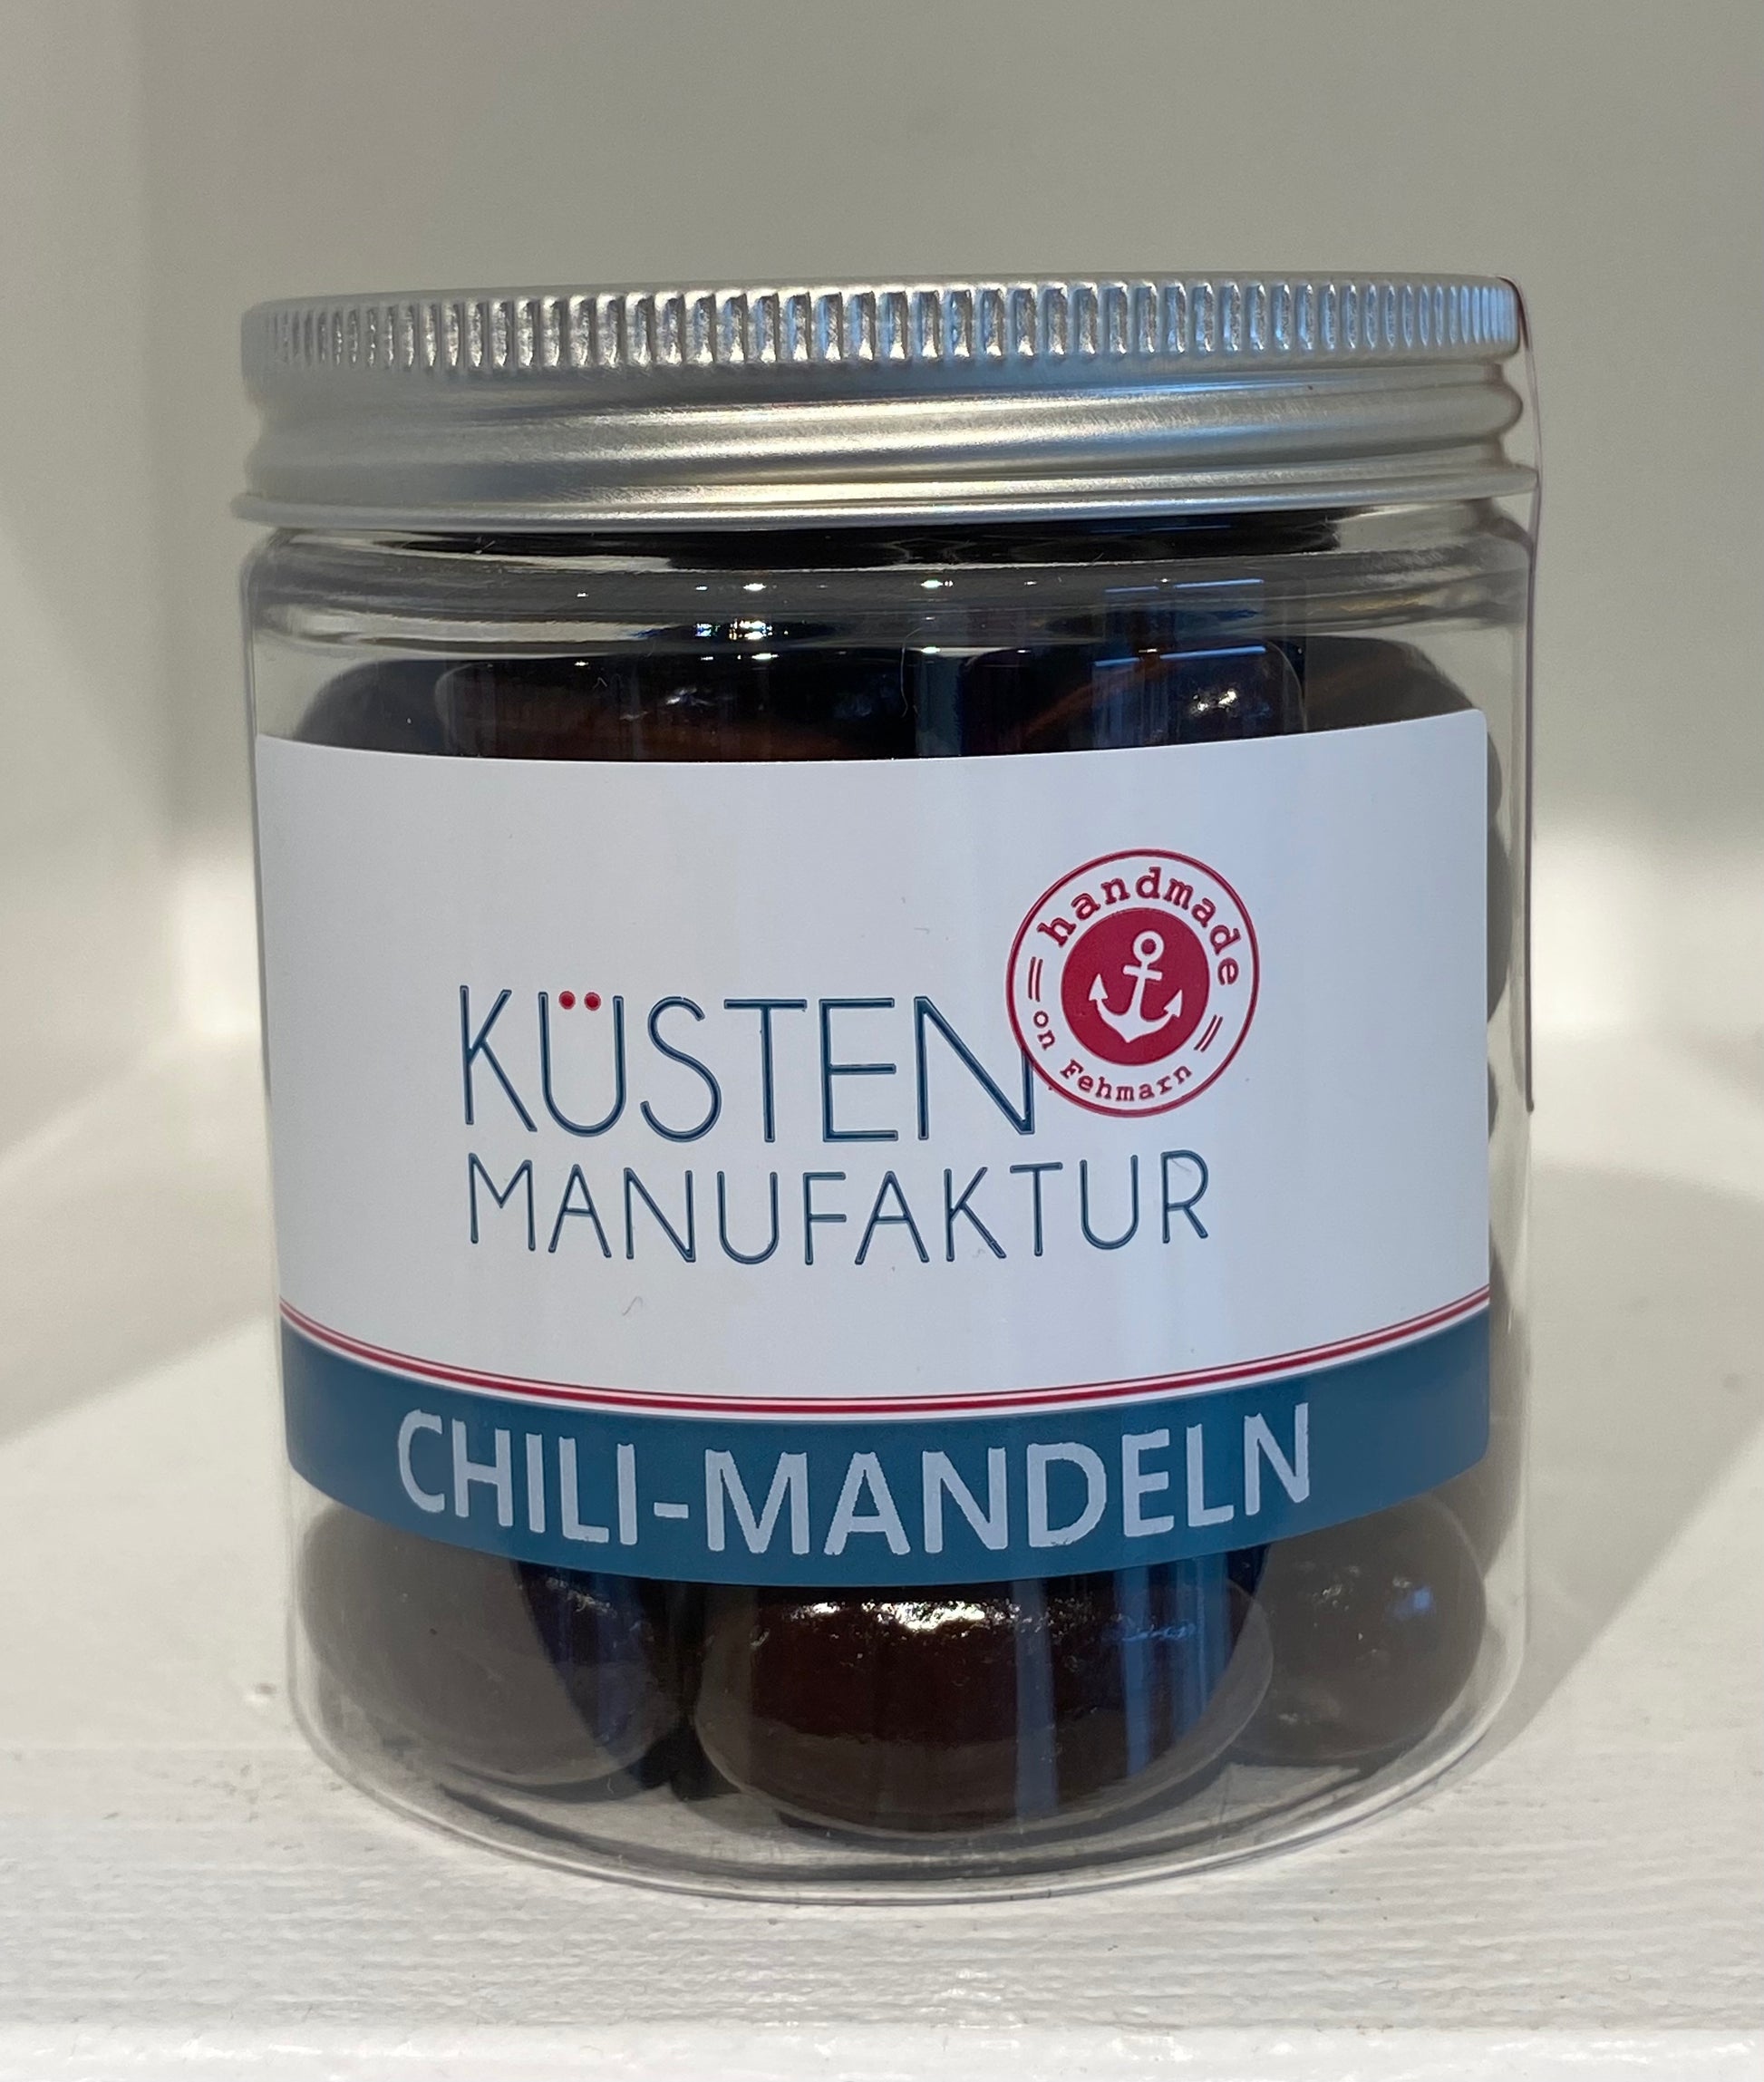 handmade
on Fehmarn
KÜSTEN
MANUFAKTUR
CHILI-MANDELN